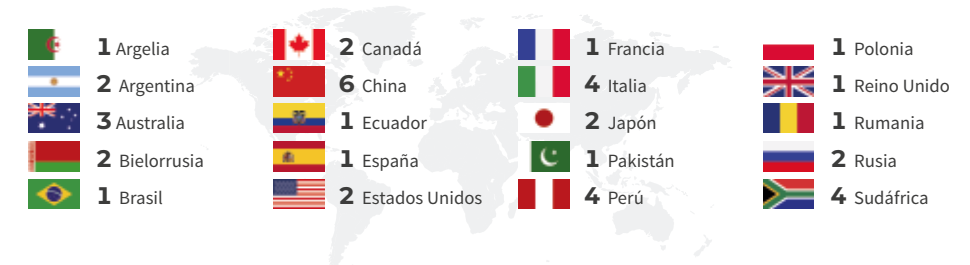 1 Argelia
2 Argentina
3 Australia
2 Bielorrusia
1 Brasil
2 Canadá
6 China
1 Ecuador
1 España
2 Estados Unidos
1 Francia
4 Italia
2 Japón
1 Pakistán
4 Perú
1 Polonia
1 Reino Unido
1 Rumania
2 Rusia
4 Sudáfrica